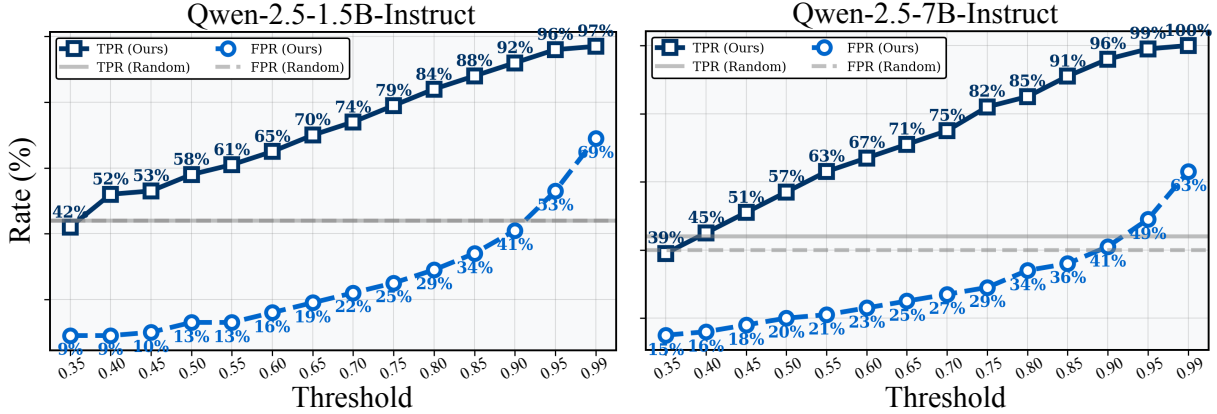 Qwen-2.5-1.5B-Instruct
TPR (Ours) FPR (Ours)
TPR (Random) FPR (Random)
42% 52% 53% 58% 61% 65% 70% 74% 79% 84% 88% 92% 96% 97%
9% 9% 10% 13% 13% 16% 19% 22% 25% 29% 34% 41% 53% 69%
Rate (%)
0.35 0.40 0.45 0.50 0.55 0.60 0.65 0.70 0.75 0.80 0.85 0.90 0.95 0.99
Threshold
Qwen-2.5-7B-Instruct
TPR (Ours) FPR (Ours)
TPR (Random) FPR (Random)
39% 45% 51% 57% 63% 67% 71% 75% 82% 85% 91% 96% 99% 100%
15% 16% 18% 20% 21% 23% 25% 27% 29% 34% 36% 41% 49% 63%
0.35 0.40 0.45 0.50 0.55 0.60 0.65 0.70 0.75 0.80 0.85 0.90 0.95 0.99
Threshold